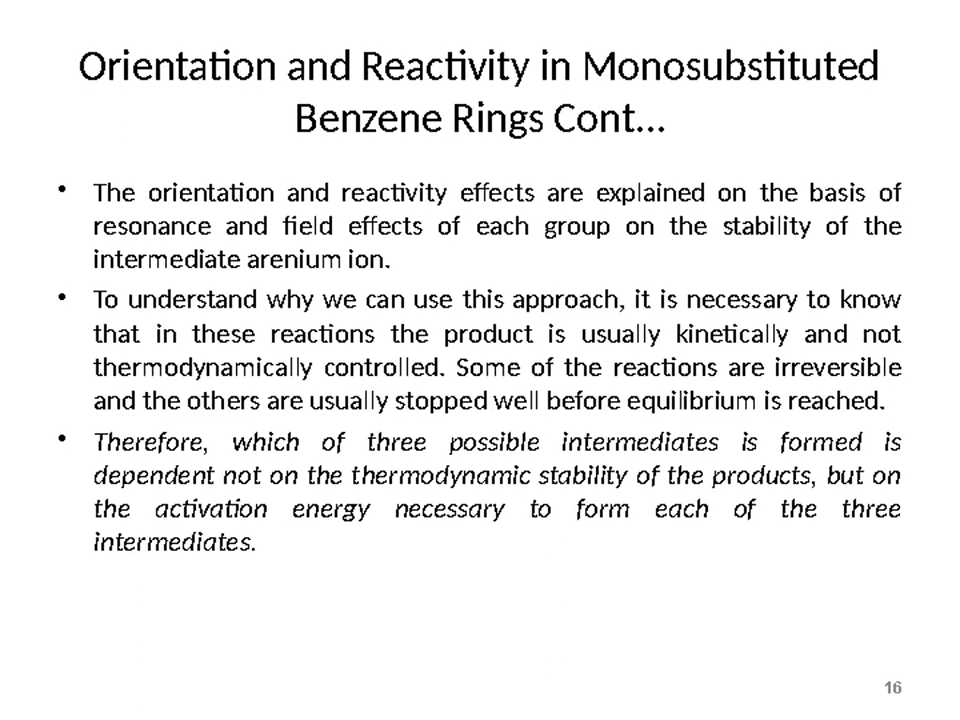 Orientation and Reactivity in Monosubstituted
Benzene Rings Cont...
• The orientation and reactivity effects are explained on the basis of
resonance and field effects of each group on the stability of the
intermediate arenium ion.
• To understand why we can use this approach, it is necessary to know
that in these reactions the product is usually kinetically and not
thermodynamically controlled. Some of the reactions are irreversible
and the others are usually stopped well before equilibrium is reached.
• Therefore, which of three possible intermediates is formed is
dependent not on the thermodynamic stability of the products, but on
the activation energy necessary to form each of the three
intermediates.
16